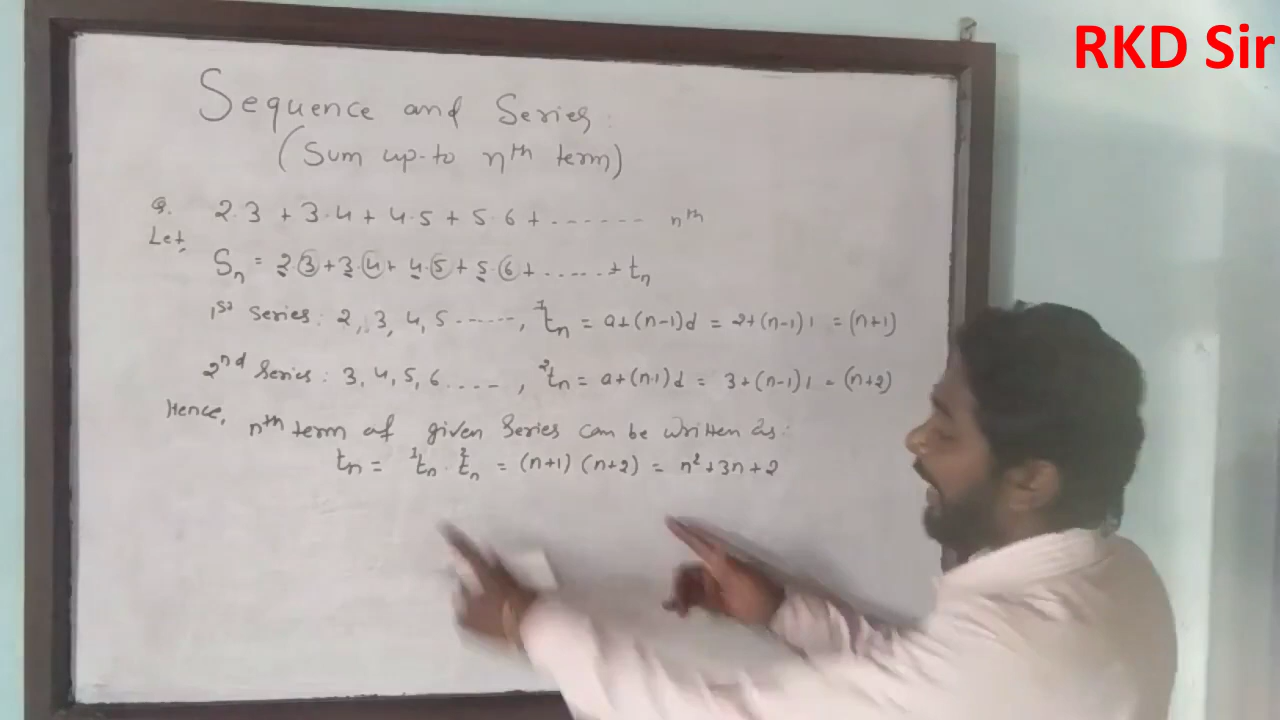 RKD Sir
Sequence and Series
(Sum up-to nth term)
Q. 2.3 + 3.4 + 4.5 + 5.6 + ....... nth
Let,
Sn = 2.3 + 3.4 + 4.5 + 5.6 + ...... + tn
1st Series: 2, 3, 4, 5 ......, ¹tn = a+(n-1)d = 2+(n-1)1 = (n+1)
2nd Series: 3, 4, 5, 6 ...., ²tn = a+(n-1)d = 3+(n-1)1 = (n+2)
Hence, nth term of given Series can be written as:
tn = ¹tn . ²tn = (n+1) (n+2) = n²+3n+2